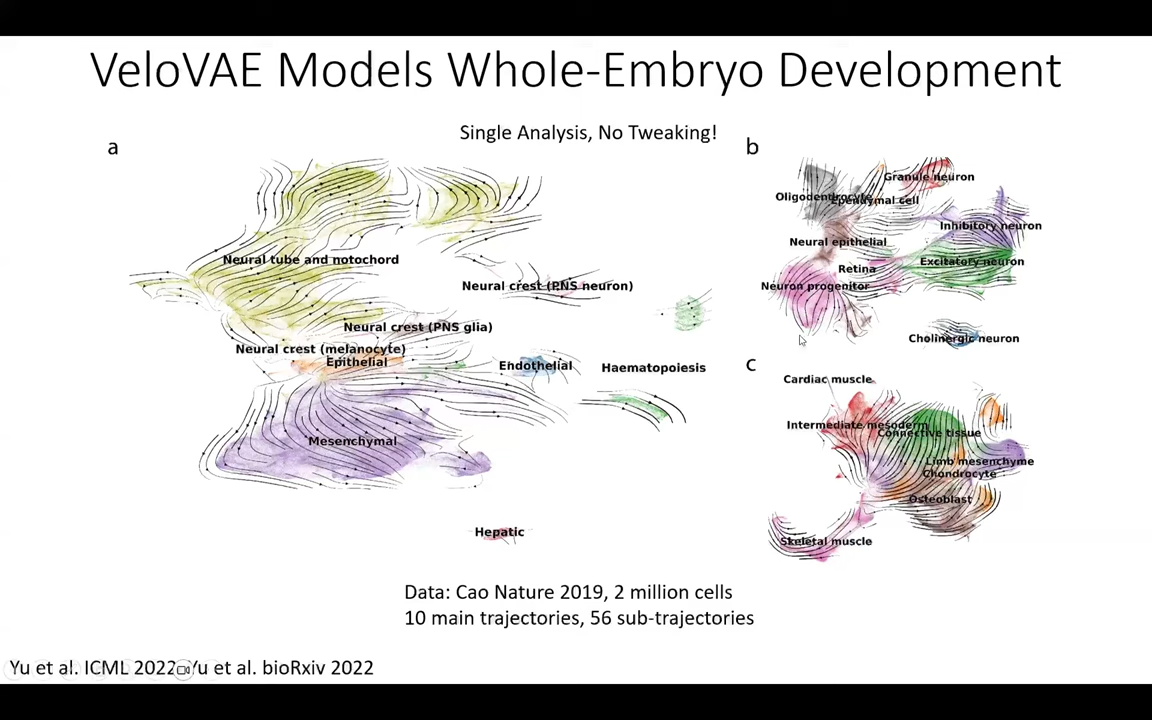 VeloVAE Models Whole-Embryo Development
Single Analysis, No Tweaking!
a
Neural tube and notochord
Neural crest (PNS neuron)
Neural crest (PNS glia)
Neural crest (melanocyte)
Epithelial
Endothelial
Haematopoiesis
Mesenchymal
Hepatic
b
Granule neuron
Oligodendrocyte
Ependymal cell
Inhibitory neuron
Neural epithelial
Excitatory neuron
Retina
Neuron progenitor
Cholinergic neuron
c
Cardiac muscle
Intermediate mesoderm
Connective tissue
Limb mesenchyme
Chondrocyte
Osteoblast
Skeletal muscle
Data: Cao Nature 2019, 2 million cells
10 main trajectories, 56 sub-trajectories
Yu et al. ICML 2022 Yu et al. bioRxiv 2022